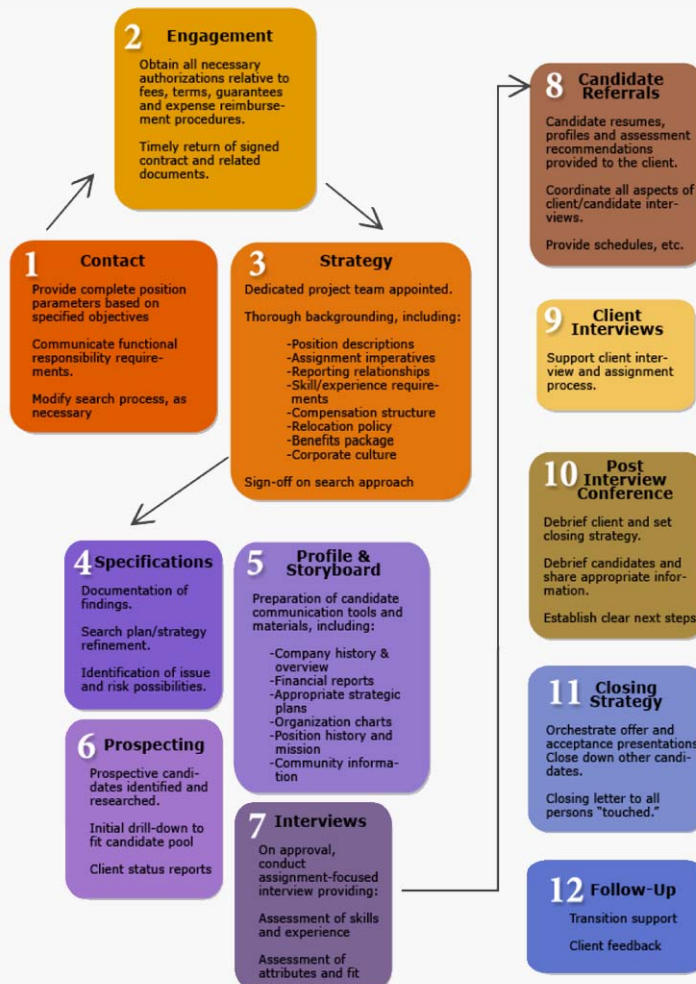 1 Contact
Provide complete position
parameters based on
specified objectives
Communicate functional
responsibility require-
ments.
Modify search process, as
necessary
2 Engagement
Obtain all necessary
authorizations relative to
fees, terms, guarantees
and expense reimburse-
ment procedures.
Timely return of signed
contract and related
documents.
3 Strategy
Dedicated project team appointed.
Thorough backgrounding, including:
-Position descriptions
-Assignment imperatives
-Reporting relationships
-Skill/experience require-
ments
-Compensation structure
-Relocation policy
-Benefits package
-Corporate culture
Sign-off on search approach
4 Specifications
Documentation of
findings.
Search plan/strategy
refinement.
Identification of issue
and risk possibilities.
5 Profile &
Storyboard
Preparation of candidate
communication tools and
materials, including:
-Company history &
overview
-Financial reports
-Appropriate strategic
plans
-Organization charts
-Position history and
mission
-Community informa-
tion
6 Prospecting
Prospective candi-
dates identified and
researched.
Initial drill-down to
fit candidate pool
Client status reports
7 Interviews
On approval,
conduct
assignment-focused
interview providing:
Assessment of skills
and experience
Assessment of
attributes and fit
8 Candidate
Referrals
Candidate resumes,
profiles and assessment
recommendations
provided to the client.
Coordinate all aspects of
client/candidate inter-
views.
Provide schedules, etc.
9 Client
Interviews
Support client inter-
view and assignment
process.
10 Post
Interview
Conference
Debrief client and set
closing strategy.
Debrief candidates and
share appropriate infor-
mation.
Establish clear next steps
11 Closing
Strategy
Orchestrate offer and
acceptance presentations
Close down other candi-
dates.
Closing letter to all
persons "touched."
12 Follow-Up
Transition support
Client feedback